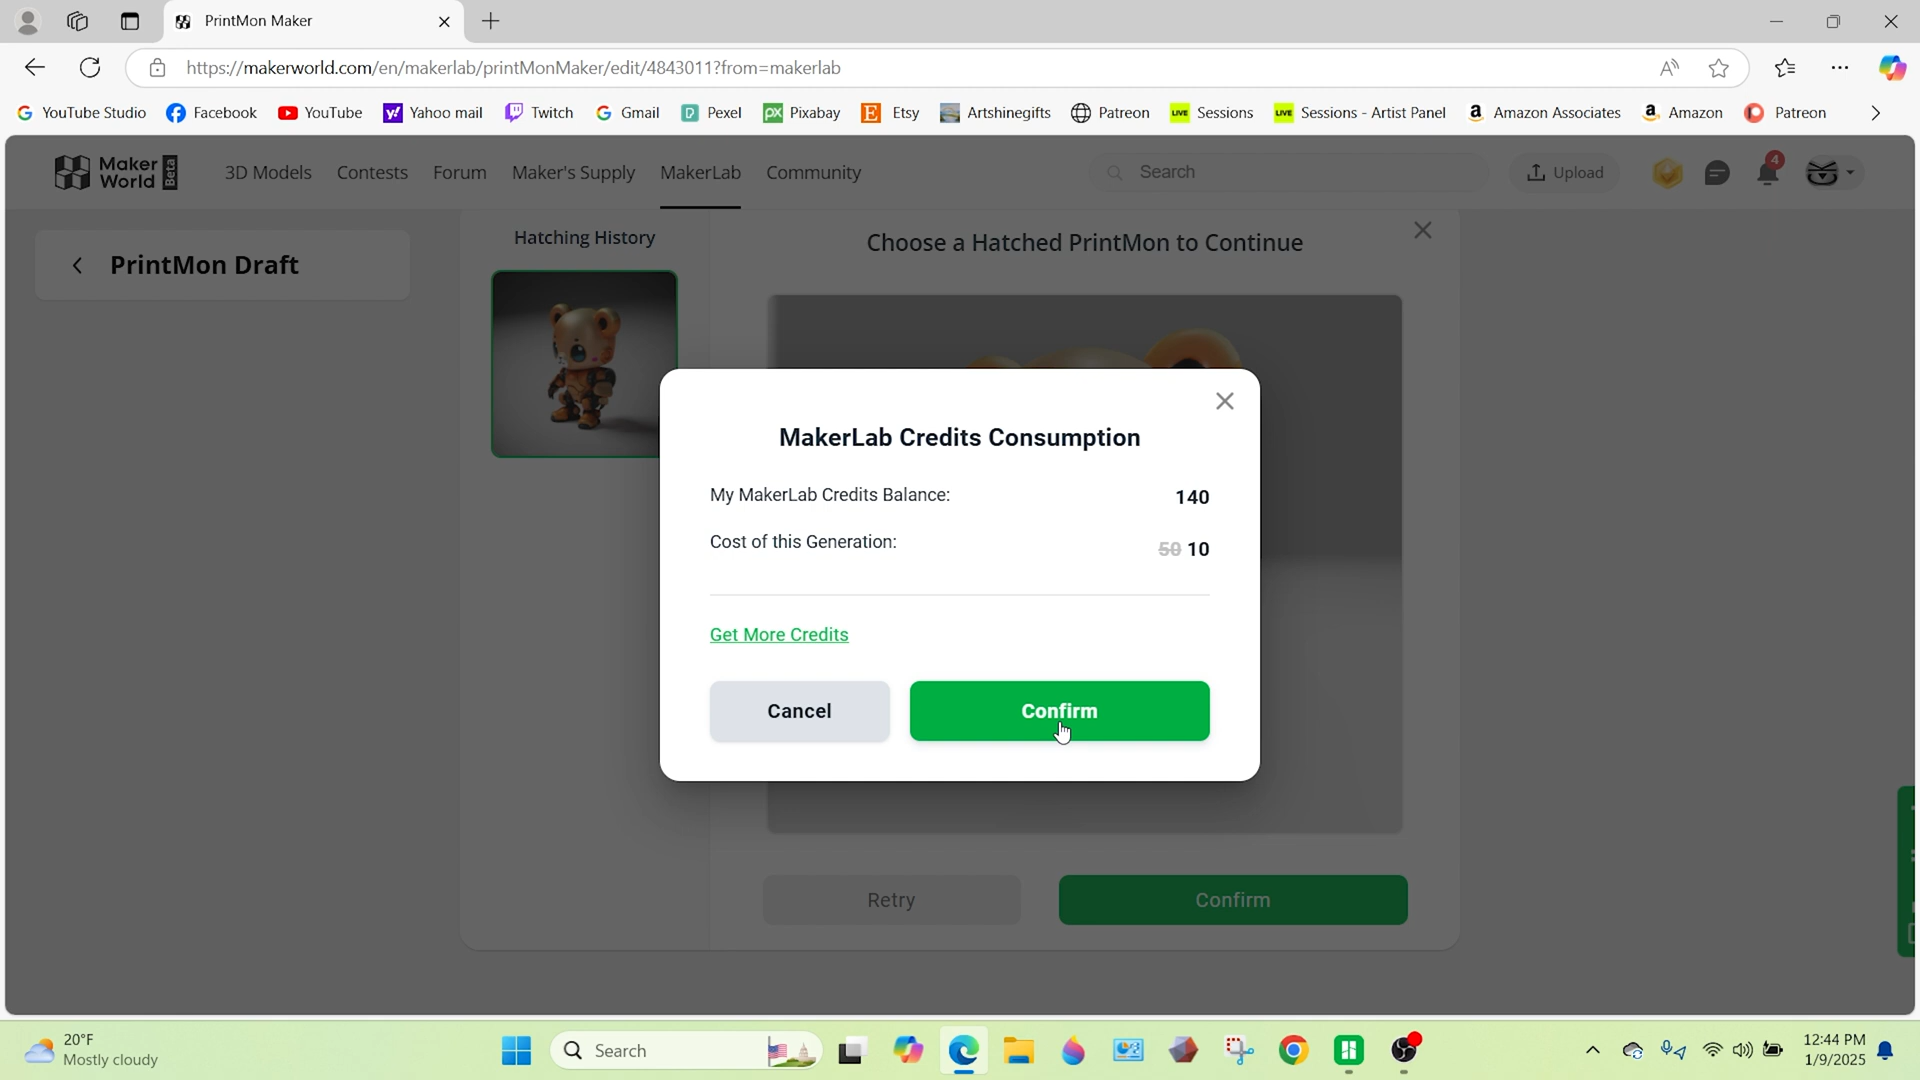 PrintMon Maker
https://makerworld.com/en/makerlab/printMonMaker/edit/4843011?from=makerlab
YouTube Studio Facebook YouTube Yahoo mail Twitch Gmail Pexel Pixabay Etsy Artshinegifts Patreon Sessions Sessions - Artist Panel Amazon Associates Amazon Patreon
Maker World Beta 3D Models Contests Forum Maker's Supply MakerLab Community Search Upload 4
PrintMon Draft
Hatching History
Choose a Hatched PrintMon to Continue
MakerLab Credits Consumption
My MakerLab Credits Balance: 140
Cost of this Generation: 50 10
Get More Credits
Cancel Confirm
Retry Confirm
20°F
Mostly cloudy
Search
12:44 PM
1/9/2025